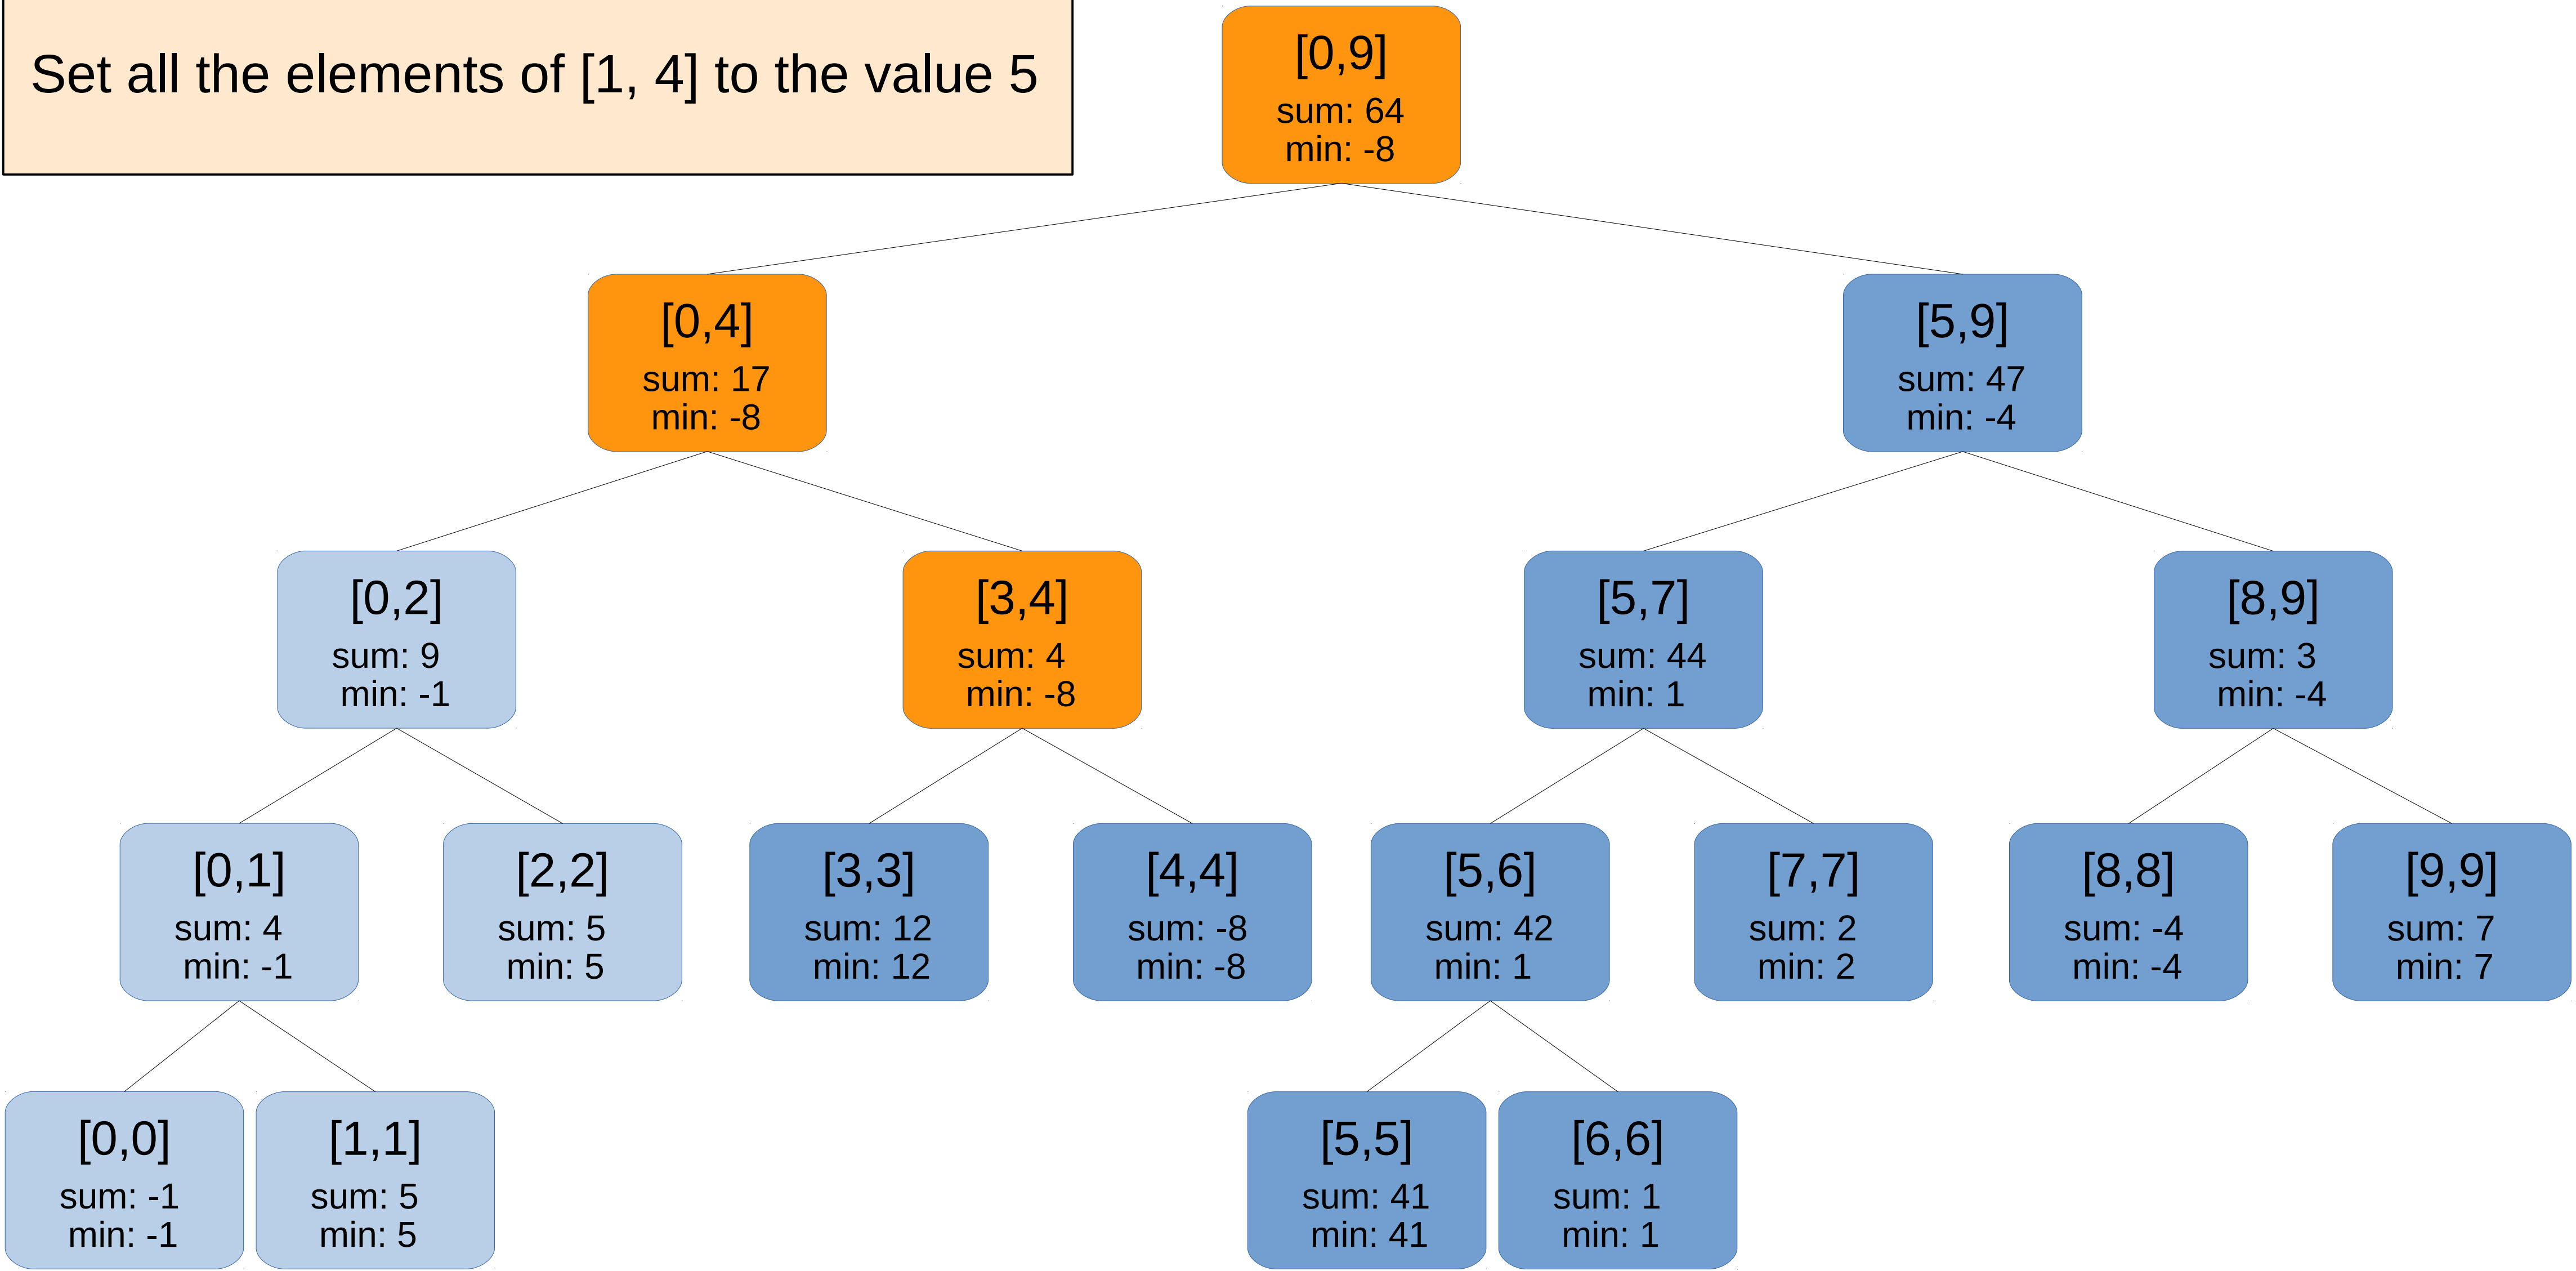 Set all the elements of [1, 4] to the value 5
[0,9]
sum: 64
min: -8
[0,4]
sum: 17
min: -8
[5,9]
sum: 47
min: -4
[0,2]
sum: 9
min: -1
[3,4]
sum: 4
min: -8
[5,7]
sum: 44
min: 1
[8,9]
sum: 3
min: -4
[0,1]
sum: 4
min: -1
[2,2]
sum: 5
min: 5
[3,3]
sum: 12
min: 12
[4,4]
sum: -8
min: -8
[5,6]
sum: 42
min: 1
[7,7]
sum: 2
min: 2
[8,8]
sum: -4
min: -4
[9,9]
sum: 7
min: 7
[0,0]
sum: -1
min: -1
[1,1]
sum: 5
min: 5
[5,5]
sum: 41
min: 41
[6,6]
sum: 1
min: 1